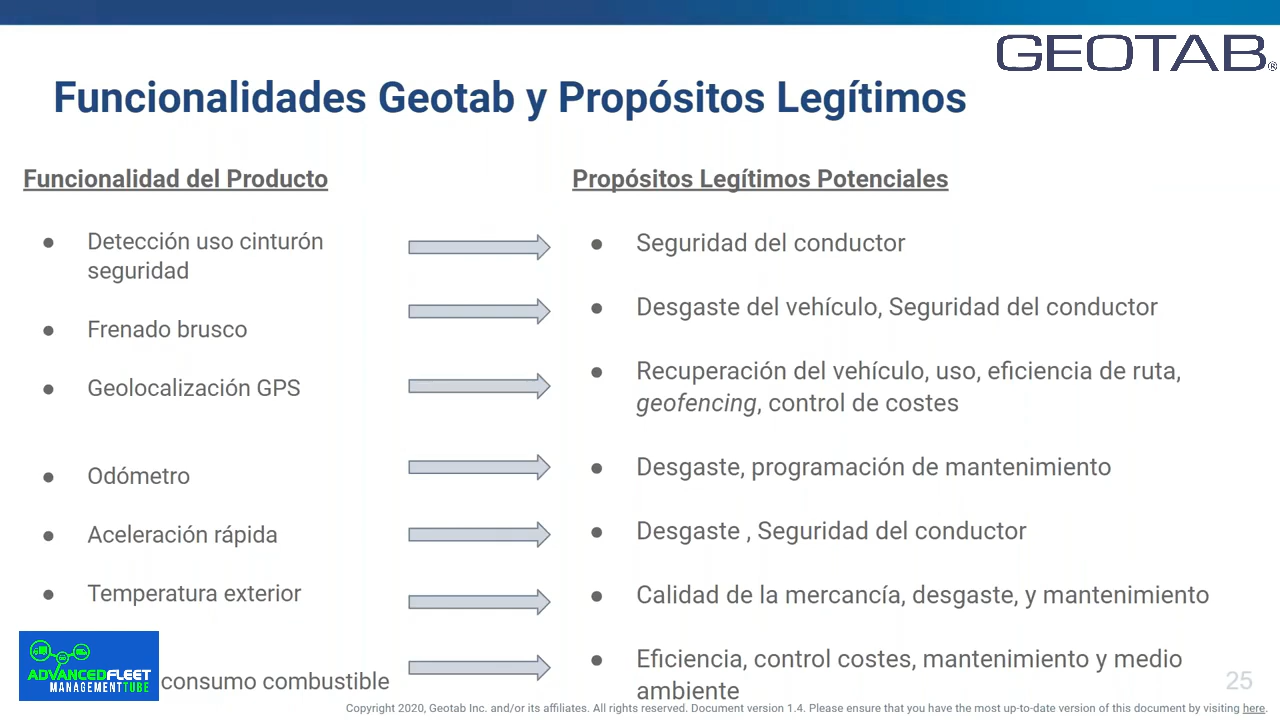 GEOTAB®
Funcionalidades Geotab y Propósitos Legítimos
Funcionalidad del Producto
● Detección uso cinturón
seguridad
● Frenado brusco
● Geolocalización GPS
● Odómetro
● Aceleración rápida
● Temperatura exterior
consumo combustible
Propósitos Legítimos Potenciales
● Seguridad del conductor
● Desgaste del vehículo, Seguridad del conductor
● Recuperación del vehículo, uso, eficiencia de ruta,
geofencing, control de costes
● Desgaste, programación de mantenimiento
● Desgaste , Seguridad del conductor
● Calidad de la mercancía, desgaste, y mantenimiento
● Eficiencia, control costes, mantenimiento y medio
ambiente
ADVANCEDFLEET
MANAGEMENTTUBE
25
Copyright 2020, Geotab Inc. and/or its affiliates. All rights reserved. Document version 1.4. Please ensure that you have the most up-to-date version of this document by visiting here.